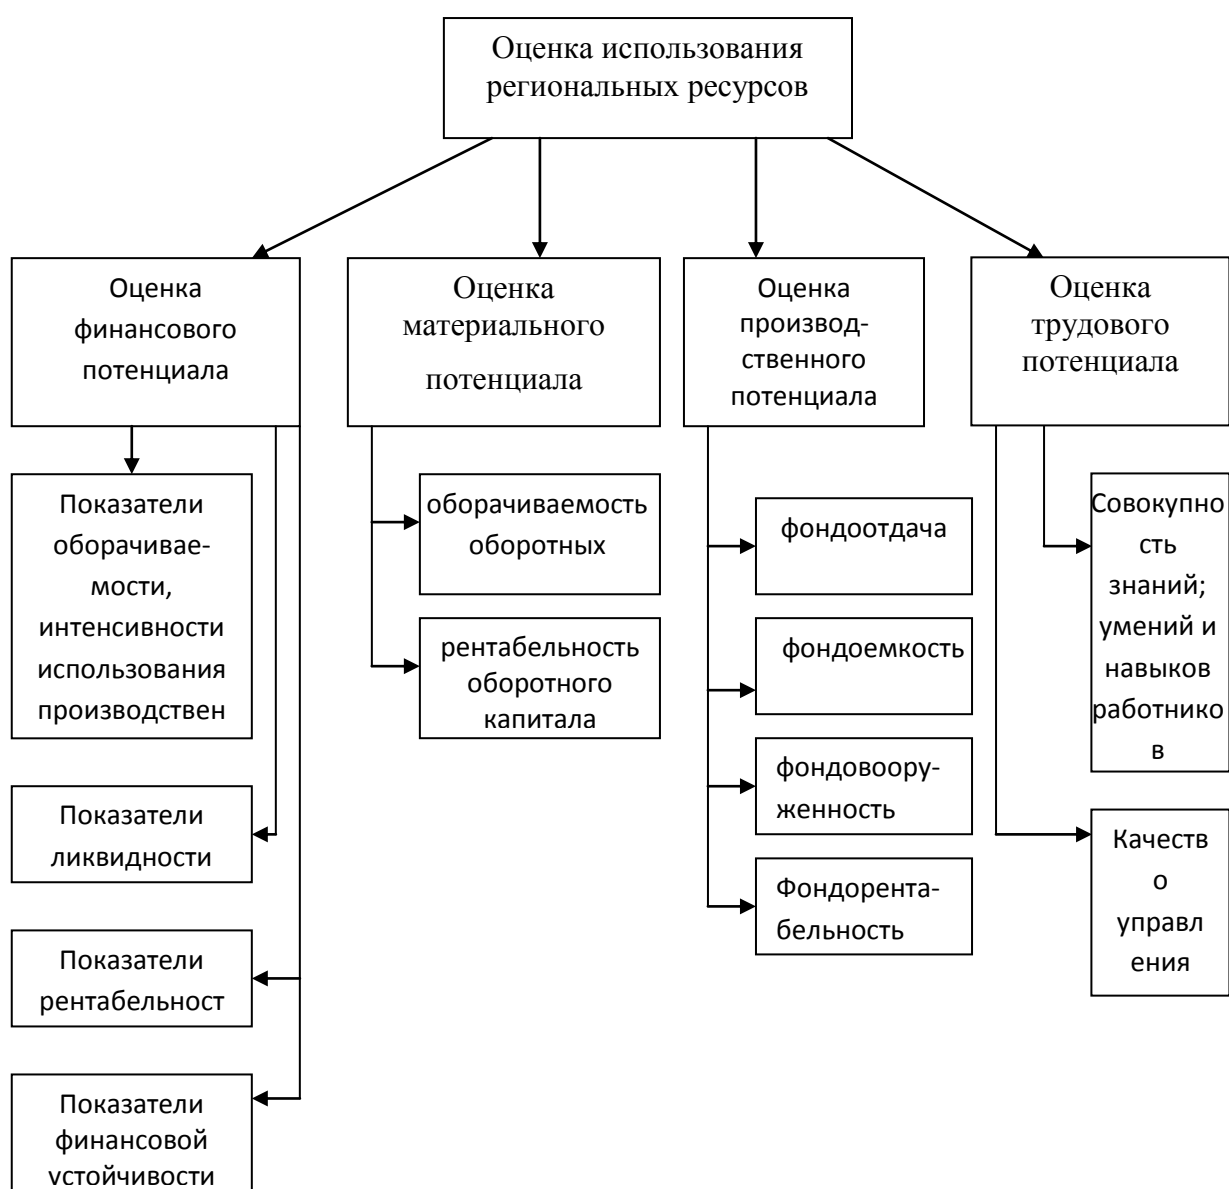 Оценка использования
региональных ресурсов
Оценка
финансового
потенциала
Оценка
материального
потенциала
Оценка
производ-
ственного
потенциала
Оценка
трудового
потенциала
Показатели
оборачивае-
мости,
интенсивности
использования
производствен
Показатели
ликвидности
Показатели
рентабельност
Показатели
финансовой
устойчивости
оборачиваемость
оборотных
рентабельность
оборотного
капитала
фондоотдача
фондоемкость
фондовоору-
женность
Фондорента-
бельность
Совокупно
сть
знаний;
умений и
навыков
работнико
в
Качеств
о
управл
ения